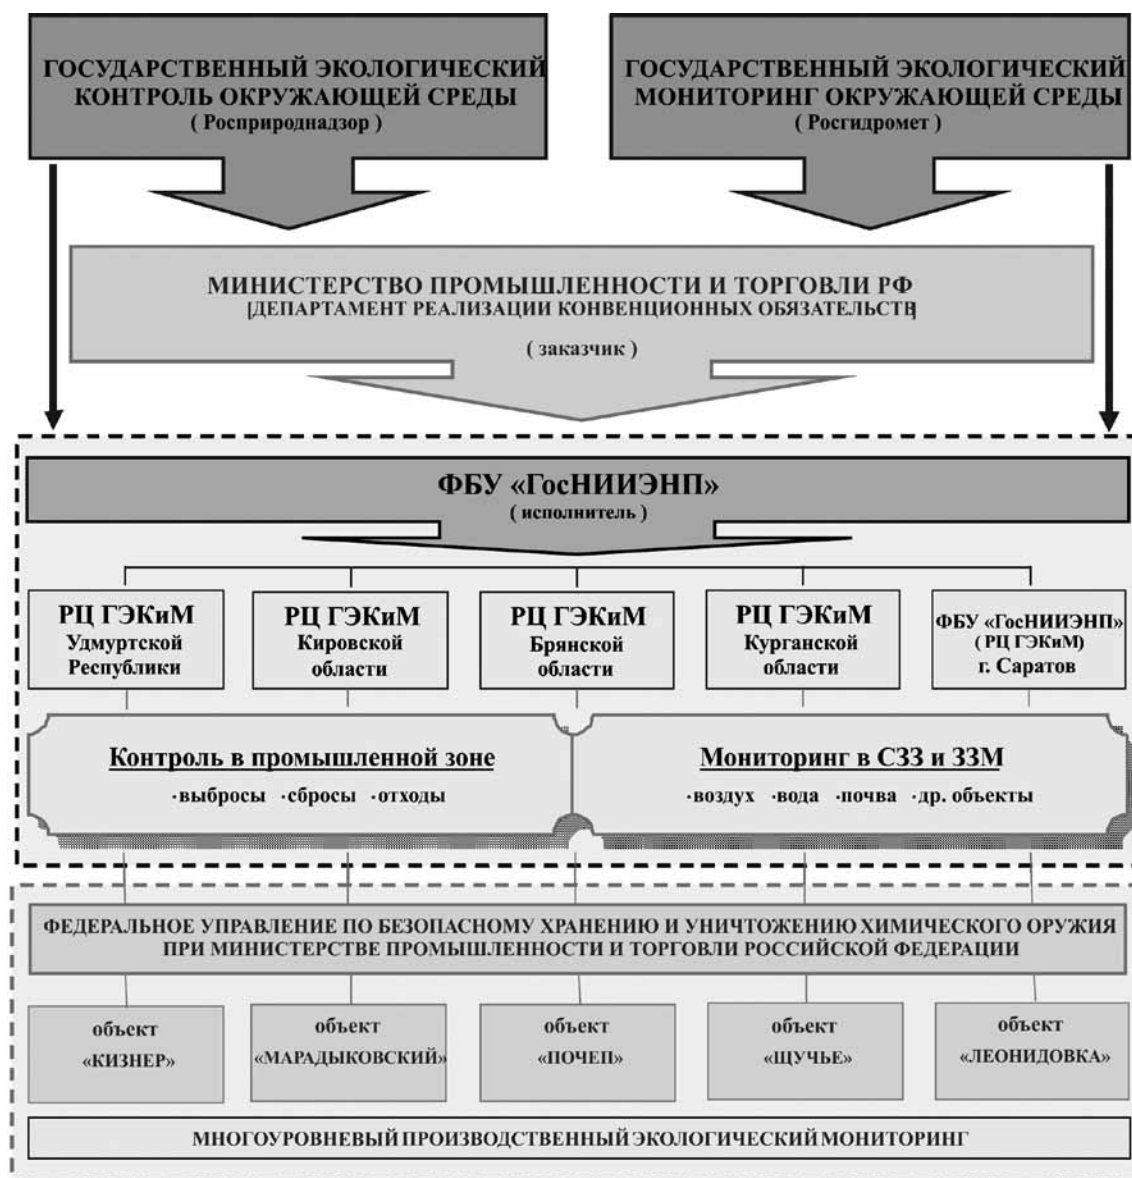 ГОСУДАРСТВЕННЫЙ ЭКОЛОГИЧЕСКИЙ
КОНТРОЛЬ ОКРУЖАЮЩЕЙ СРЕДЫ
( Росприроднадзор )
ГОСУДАРСТВЕННЫЙ ЭКОЛОГИЧЕСКИЙ
МОНИТОРИНГ ОКРУЖАЮЩЕЙ СРЕДЫ
( Росгидромет )
МИНИСТЕРСТВО ПРОМЫШЛЕННОСТИ И ТОРГОВЛИ РФ
[ДЕПАРТАМЕНТ РЕАЛИЗАЦИИ КОНВЕНЦИОННЫХ ОБЯЗАТЕЛЬСТВ]
( заказчик )
ФБУ «ГосНИИЭНП»
( исполнитель )
РЦ ГЭКиМ
Удмуртской
Республики
РЦ ГЭКиМ
Кировской
области
РЦ ГЭКиМ
Брянской
области
РЦ ГЭКиМ
Курганской
области
ФБУ «ГосНИИЭНП»
( РЦ ГЭКиМ)
г. Саратов
Контроль в промышленной зоне
·выбросы ·сбросы ·отходы
Мониторинг в СЗЗ и ЗЗМ
·воздух ·вода ·почва ·др. объекты
ФЕДЕРАЛЬНОЕ УПРАВЛЕНИЕ ПО БЕЗОПАСНОМУ ХРАНЕНИЮ И УНИЧТОЖЕНИЮ ХИМИЧЕСКОГО ОРУЖИЯ
ПРИ МИНИСТЕРСТВЕ ПРОМЫШЛЕННОСТИ И ТОРГОВЛИ РОССИЙСКОЙ ФЕДЕРАЦИИ
объект
«КИЗНЕР»
объект
«МАРАДЫКОВСКИЙ»
объект
«ПОЧЕП»
объект
«ЩУЧЬЕ»
объект
«ЛЕОНИДОВКА»
МНОГОУРОВНЕВЫЙ ПРОИЗВОДСТВЕННЫЙ ЭКОЛОГИЧЕСКИЙ МОНИТОРИНГ